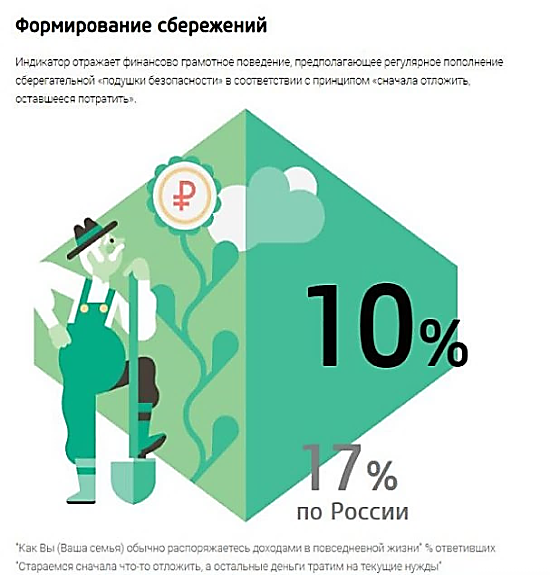 Формирование сбережений
Индикатор отражает финансово грамотное поведение, предполагающее регулярное пополнение
сберегательной «подушки безопасности» в соответствии с принципом «сначала отложить,
оставшееся потратить».
₽
10%
17%
по России
"Как Вы (Ваша семья) обычно распоряжаетесь доходами в повседневной жизни" % ответивших
"Стараемся сначала что-то отложить, а остальные деньги тратим на текущие нужды"